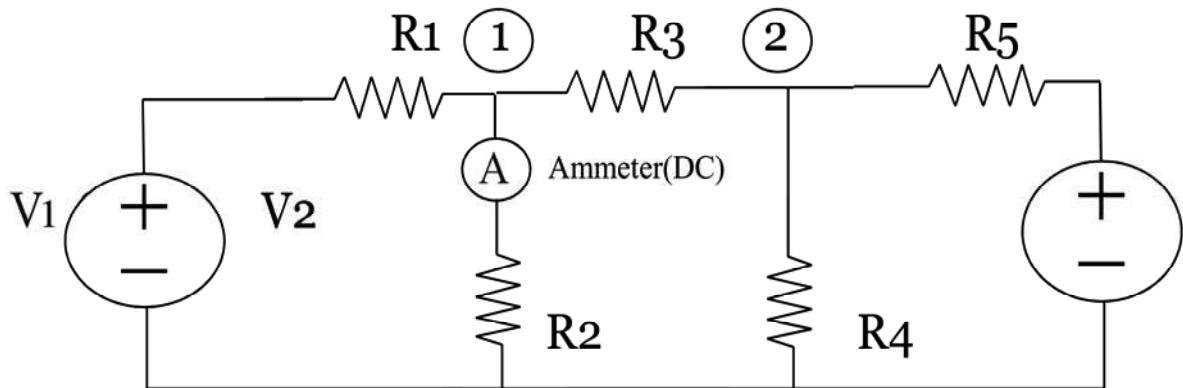 R1
1
R3
2
R5
A
Ammeter(DC)
V1
+
−
V2
+
−
R2
R4